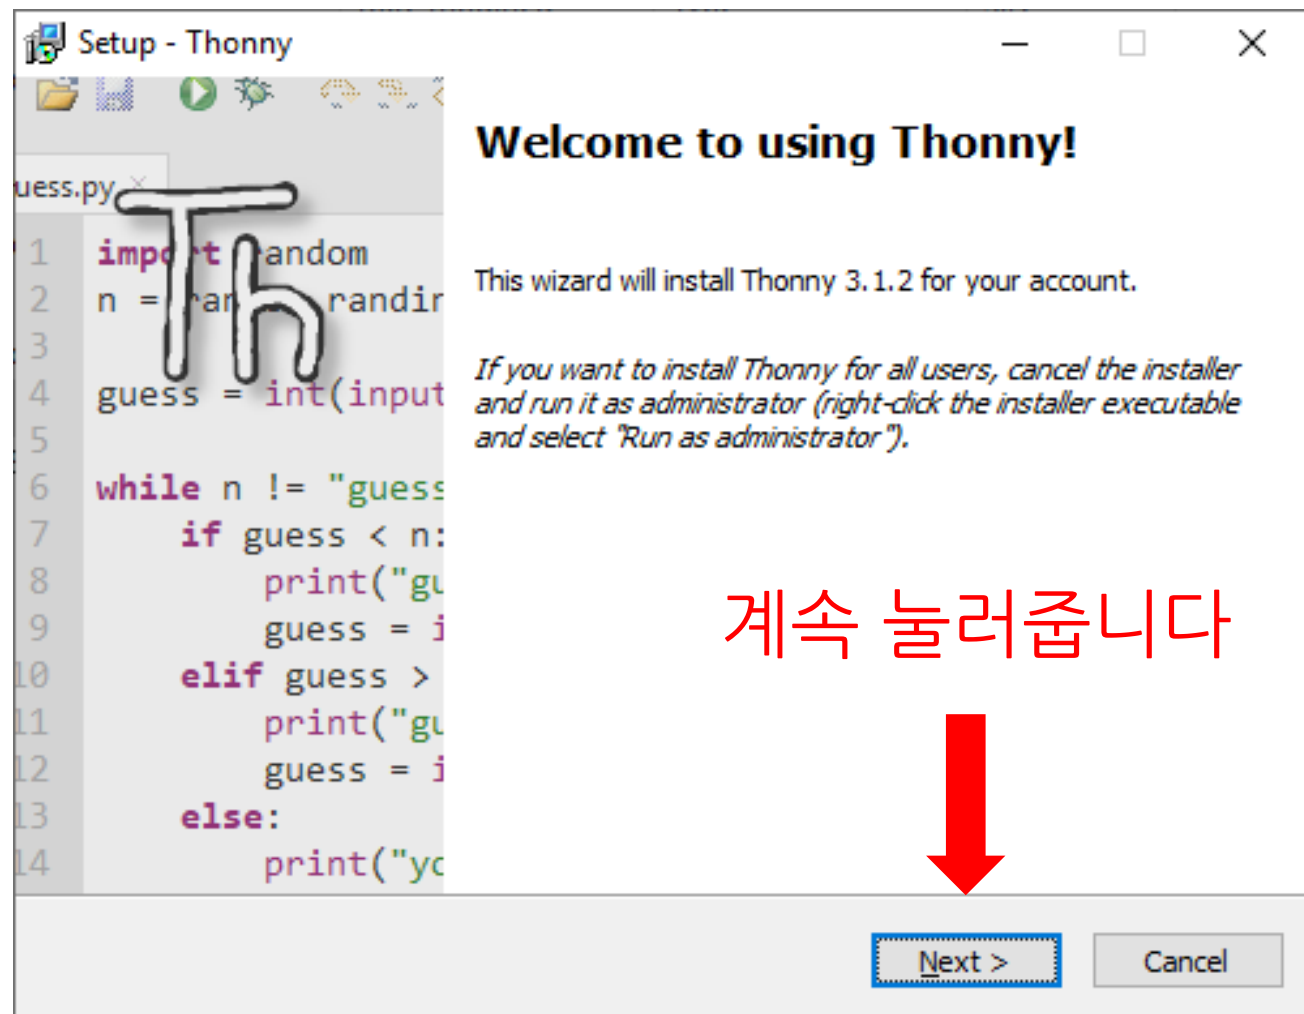 Setup - Thonny
Welcome to using Thonny!
uess.py ×
Th
This wizard will install Thonny 3.1.2 for your account.
If you want to install Thonny for all users, cancel the installer
and run it as administrator (right-click the installer executable
and select "Run as administrator").
1 import random
2 n = randin
3
4 guess = int(input
5
6 while n != "guess
7 if guess < n:
8 print("gu
9 guess = i
10 elif guess >
11 print("gu
12 guess = i
13 else:
14 print("yo
계속 눌러줍니다
Next >
Cancel